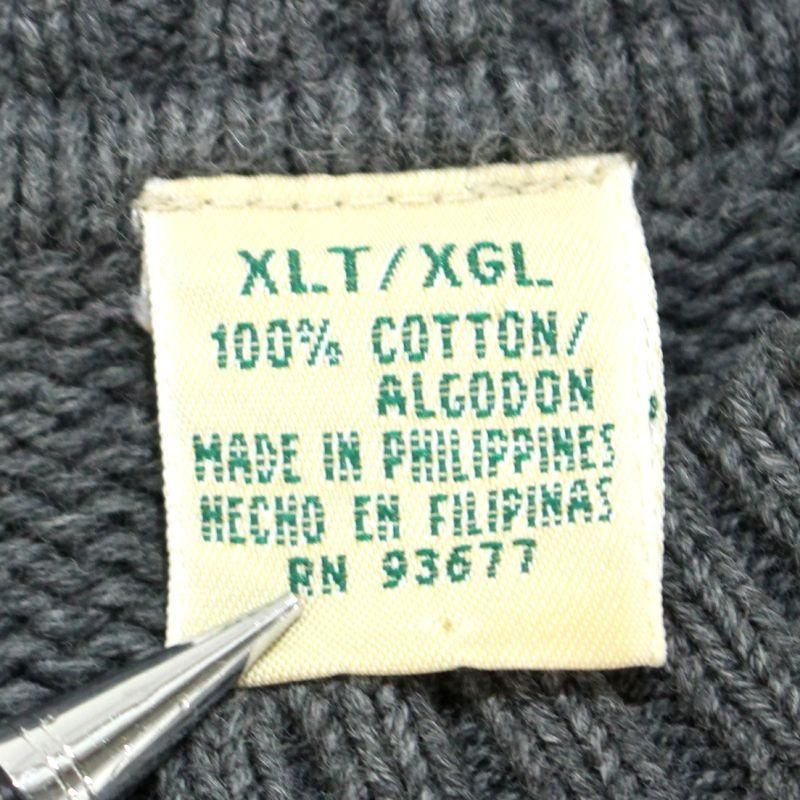 XLT/XGL
100% COTTON/
ALGODON
MADE IN PHILIPPINES
HECHO EN FILIPINAS
RN 93677